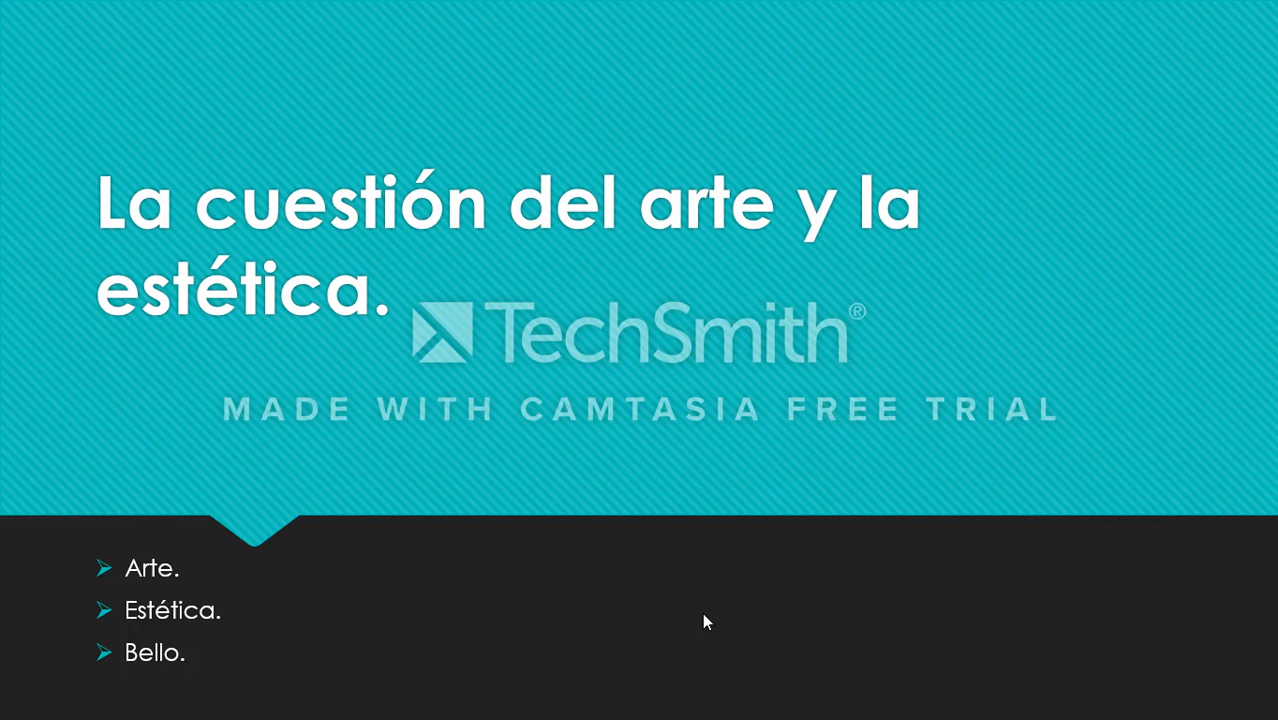 La cuestión del arte y la
estética.
TechSmith®
MADE WITH CAMTASIA FREE TRIAL
Arte.
Estética.
Bello.